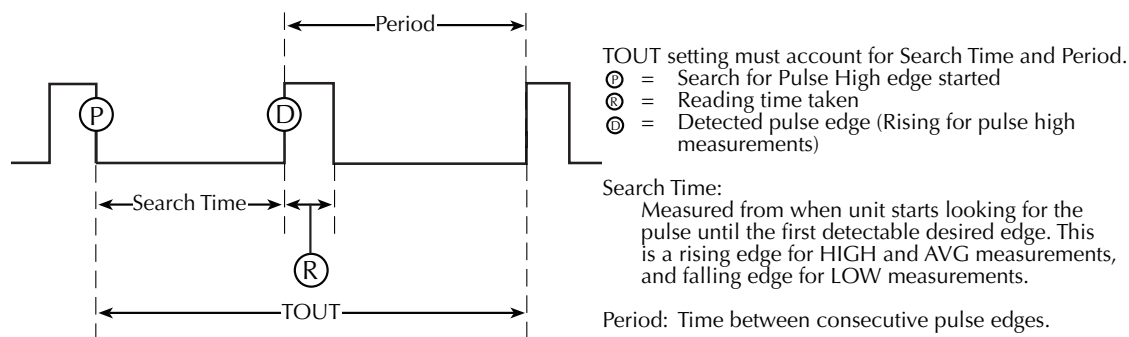 Period
TOUT setting must account for Search Time and Period.
Ⓟ = Search for Pulse High edge started
Ⓡ = Reading time taken
Ⓓ = Detected pulse edge (Rising for pulse high
measurements)
P
D
Search Time
R
TOUT
Search Time:
Measured from when unit starts looking for the
pulse until the first detectable desired edge. This
is a rising edge for HIGH and AVG measurements,
and falling edge for LOW measurements.
Period: Time between consecutive pulse edges.